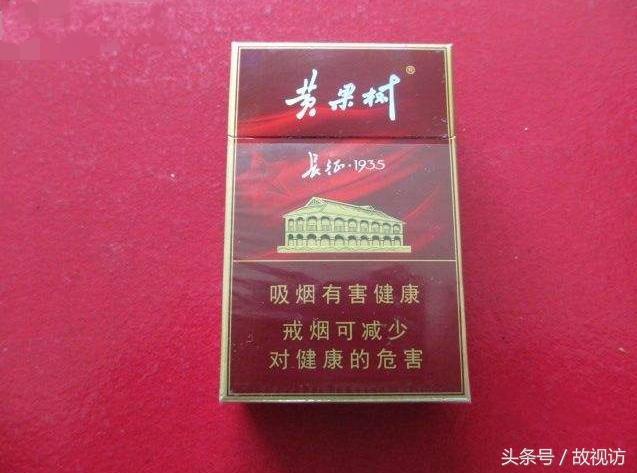 黄果树®
长征·1935
吸烟有害健康
戒烟可减少
对健康的危害
头条号／故视访